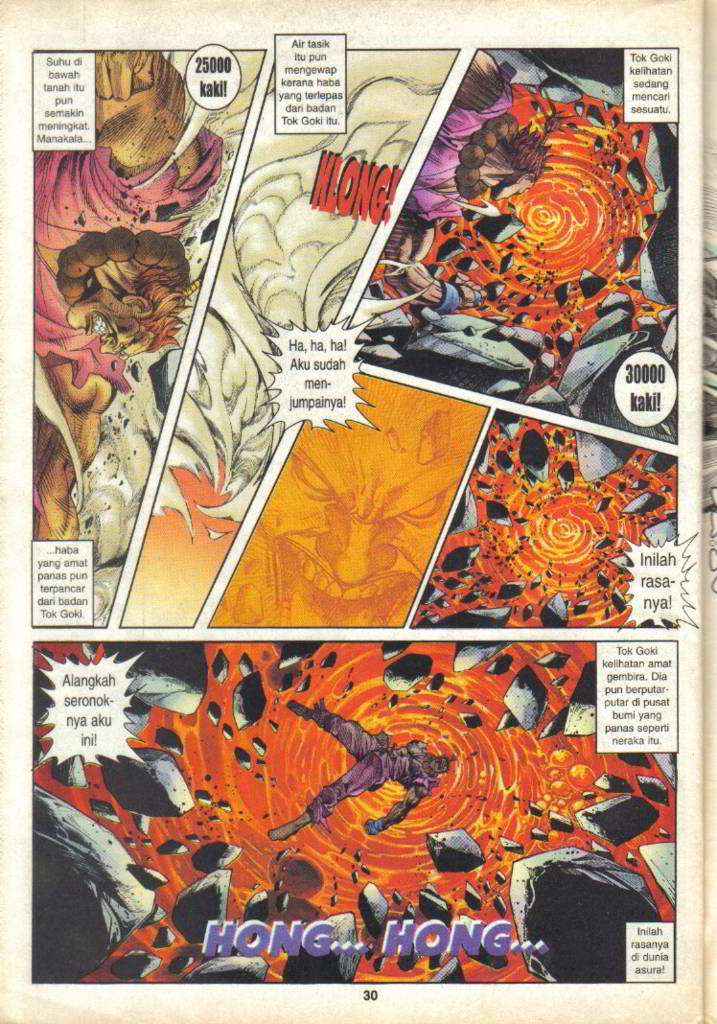 Suhu di
bawah
tanah itu
pun
semakin
meningkat.
Manakala...
25000
kaki!
...haba
yang amat
panas pun
terpancar
dari badan
Tok Goki.
Air tasik
itu pun
mengewap
kerana haba
yang terlepas
dari badan
Tok Goki itu.
KLONG!
Tok Goki
kelihatan
sedang
mencari
sesuatu.
30000
kaki!
Ha, ha, ha!
Aku sudah
men-
jumpainya!
Inilah
rasa-
nya!
Alangkah
seronok-
nya aku
ini!
Tok Goki
kelihatan amat
gembira. Dia
pun berputar-
putar di pusat
bumi yang
panas seperti
neraka itu.
HONG... HONG...
Inilah
rasanya
di dunia
asura!
30